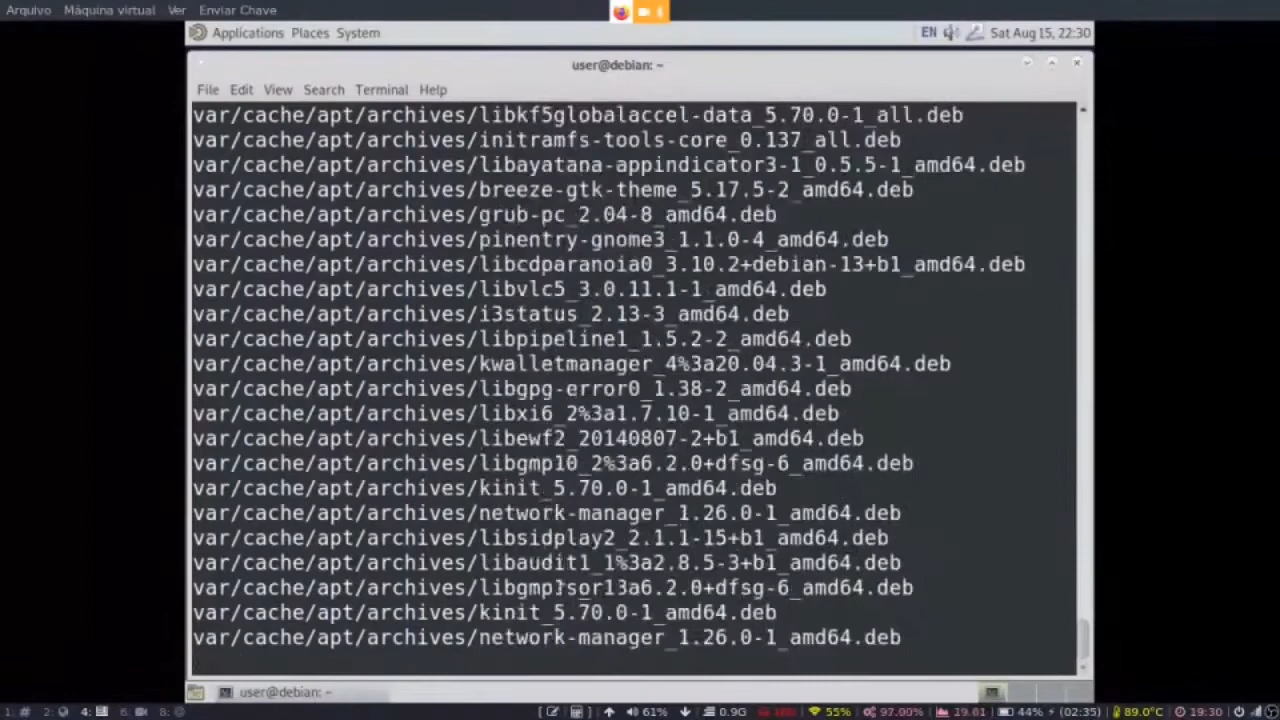 Arquivo Máquina virtual Ver Enviar Chave
Applications Places System EN Sat Aug 15, 22:30
user@debian: ~
File Edit View Search Terminal Help
var/cache/apt/archives/libkf5globalaccel-data_5.70.0-1_all.deb
var/cache/apt/archives/initramfs-tools-core_0.137_all.deb
var/cache/apt/archives/libayatana-appindicator3-1_0.5.5-1_amd64.deb
var/cache/apt/archives/breeze-gtk-theme_5.17.5-2_amd64.deb
var/cache/apt/archives/grub-pc_2.04-8_amd64.deb
var/cache/apt/archives/pinentry-gnome3_1.1.0-4_amd64.deb
var/cache/apt/archives/libcdparanoia0_3.10.2+debian-13+b1_amd64.deb
var/cache/apt/archives/libvlc5_3.0.11.1-1_amd64.deb
var/cache/apt/archives/i3status_2.13-3_amd64.deb
var/cache/apt/archives/libpipeline1_1.5.2-2_amd64.deb
var/cache/apt/archives/kwalletmanager_4%3a20.04.3-1_amd64.deb
var/cache/apt/archives/libgpg-error0_1.38-2_amd64.deb
var/cache/apt/archives/libxi6_2%3a1.7.10-1_amd64.deb
var/cache/apt/archives/libewf2_20140807-2+b1_amd64.deb
var/cache/apt/archives/libgmp10_2%3a6.2.0+dfsg-6_amd64.deb
var/cache/apt/archives/kinit_5.70.0-1_amd64.deb
var/cache/apt/archives/network-manager_1.26.0-1_amd64.deb
var/cache/apt/archives/libsidplay2_2.1.1-15+b1_amd64.deb
var/cache/apt/archives/libaudit1_1%3a2.8.5-3+b1_amd64.deb
var/cache/apt/archives/libgmpIsor13a6.2.0+dfsg-6_amd64.deb
var/cache/apt/archives/kinit_5.70.0-1_amd64.deb
var/cache/apt/archives/network-manager_1.26.0-1_amd64.deb
user@debian: ~
1: 2: 4: 6: 8: 61% 0.9G 55% 97.99% 19.61 44% (02:35) 89.0°C 19:30